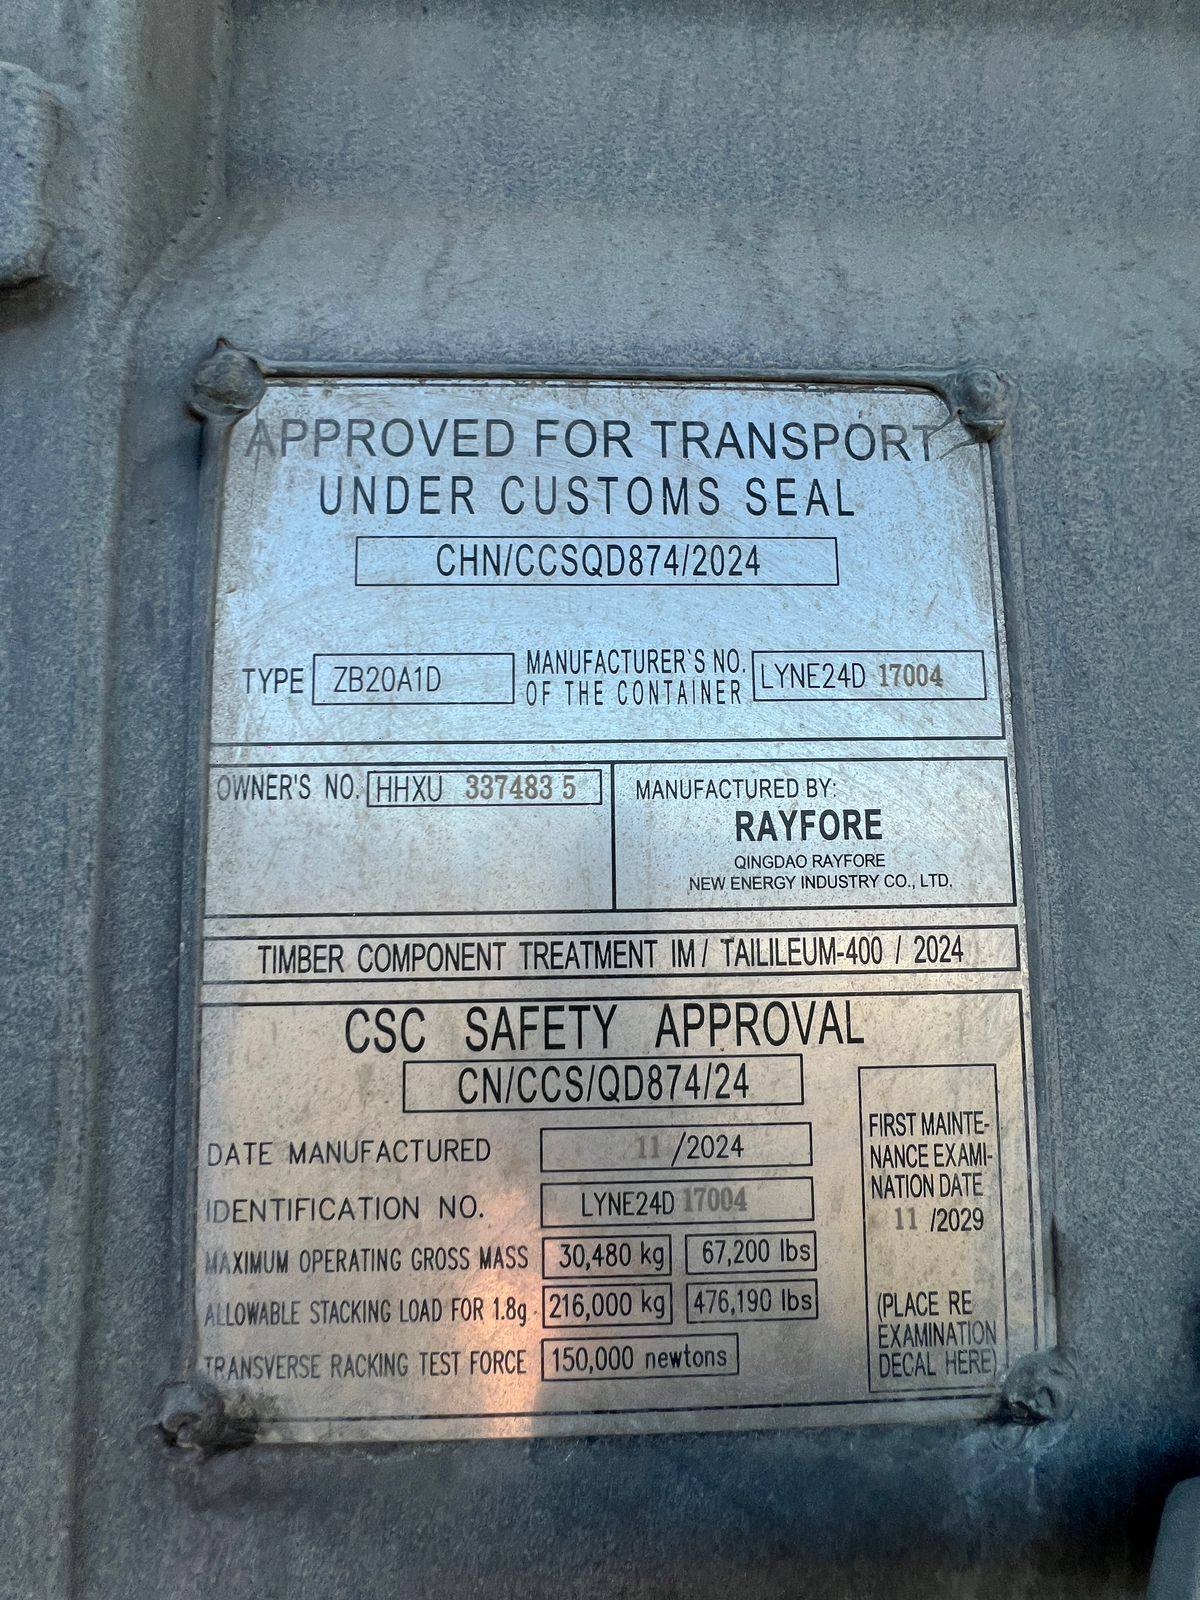 APPROVED FOR TRANSPORT
UNDER CUSTOMS SEAL
CHN/CCSQD874/2024
TYPE ZB20A1D MANUFACTURER'S NO. OF THE CONTAINER LYNE24D 17004
OWNER'S NO. HHXU 337483 5
MANUFACTURED BY:
RAYFORE
QINGDAO RAYFORE
NEW ENERGY INDUSTRY CO., LTD.
TIMBER COMPONENT TREATMENT IM / TAILILEUM-400 / 2024
CSC SAFETY APPROVAL
CN/CCS/QD874/24
DATE MANUFACTURED 11 /2024
IDENTIFICATION NO. LYNE24D 17004
MAXIMUM OPERATING GROSS MASS 30,480 kg 67,200 lbs
ALLOWABLE STACKING LOAD FOR 1.8g 216,000 kg 476,190 lbs
TRANSVERSE RACKING TEST FORCE 150,000 newtons
FIRST MAINTE-
NANCE EXAMI-
NATION DATE
11 /2029
(PLACE RE
EXAMINATION
DECAL HERE)